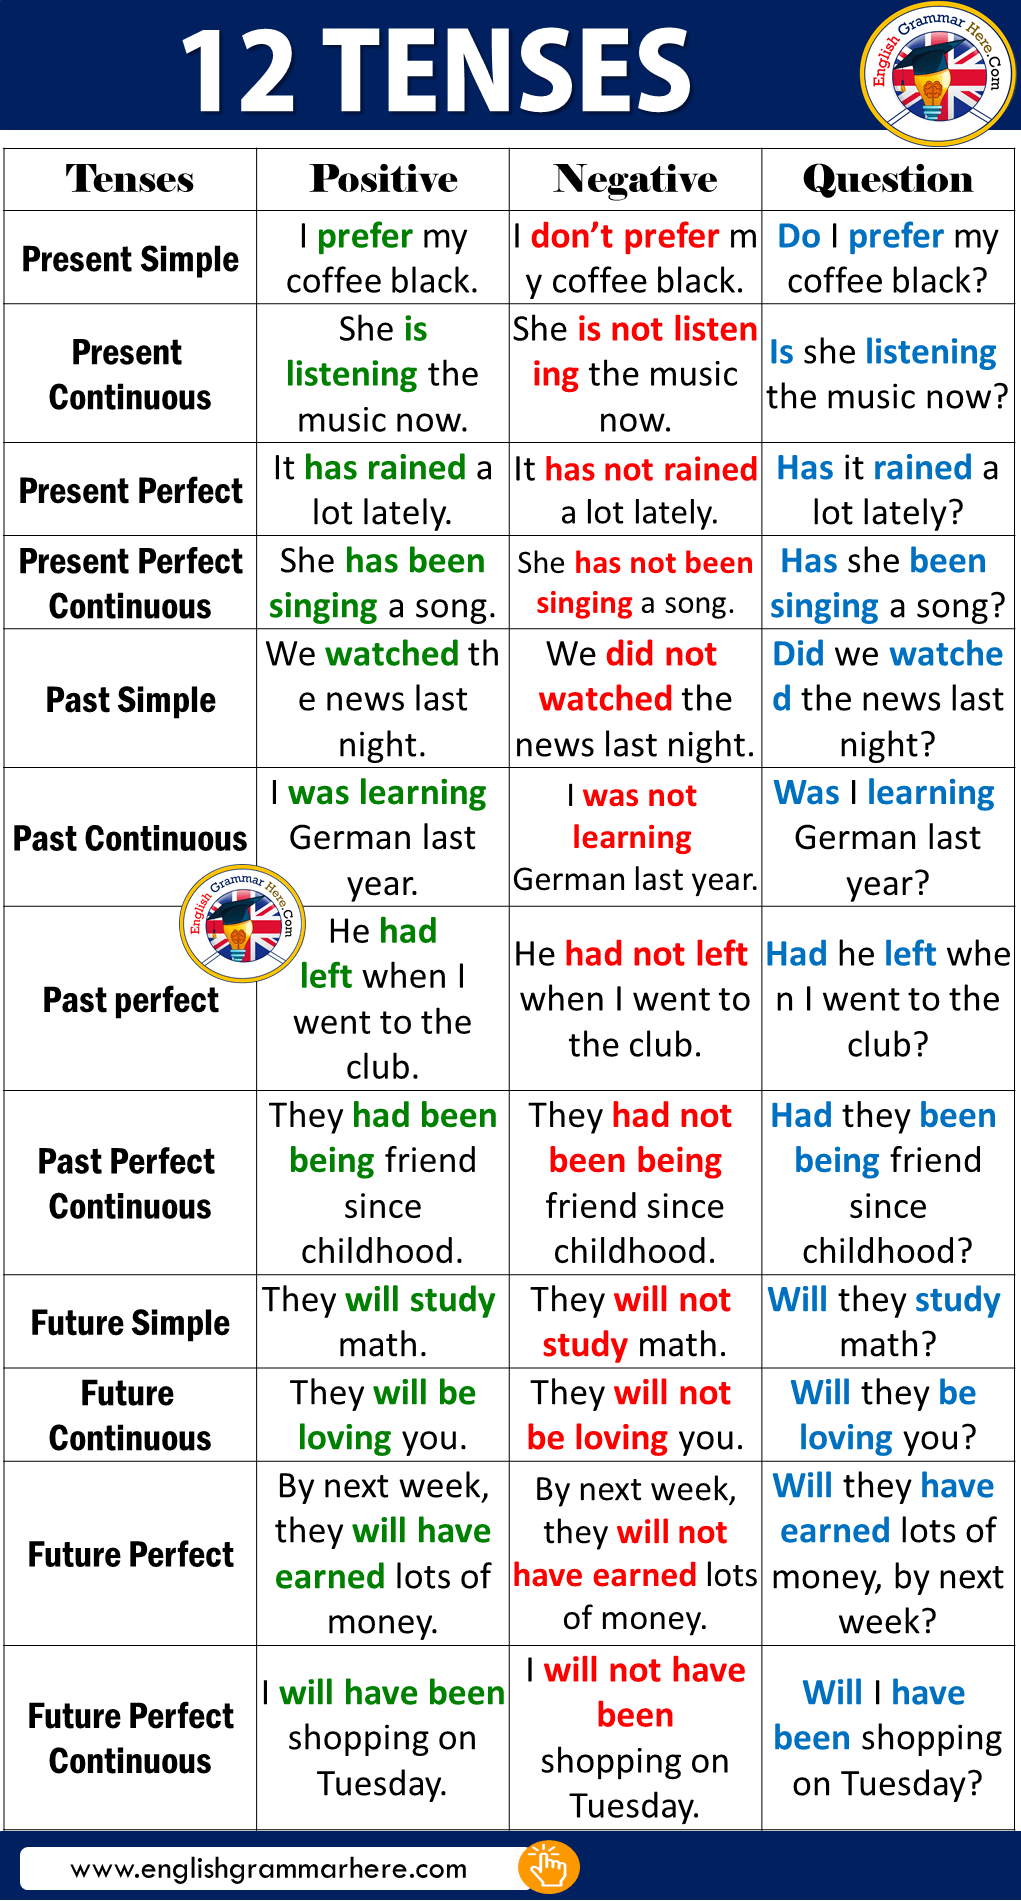 12 TENSES
English Grammar Here.Com
Tenses
Positive
Negative
Question
Present Simple
I prefer my
coffee black.
I don’t prefer m
y coffee black.
Do I prefer my
coffee black?
Present
Continuous
She is
listening the
music now.
She is not listen
ing the music
now.
Is she listening
the music now?
Present Perfect
It has rained a
lot lately.
It has not rained
a lot lately.
Has it rained a
lot lately?
Present Perfect
Continuous
She has been
singing a song.
She has not been
singing a song.
Has she been
singing a song?
Past Simple
We watched th
e news last
night.
We did not
watched the
news last night.
Did we watche
d the news last
night?
Past Continuous
I was learning
German last
year.
I was not
learning
German last year.
Was I learning
German last
year?
English Grammar Here.Com
Past perfect
He had
left when I
went to the
club.
He had not left
when I went to
the club.
Had he left whe
n I went to the
club?
Past Perfect
Continuous
They had been
being friend
since
childhood.
They had not
been being
friend since
childhood.
Had they been
being friend
since
childhood?
Future Simple
They will study
math.
They will not
study math.
Will they study
math?
Future
Continuous
They will be
loving you.
They will not
be loving you.
Will they be
loving you?
Future Perfect
By next week,
they will have
earned lots of
money.
By next week,
they will not
have earned lots
of money.
Will they have
earned lots of
money, by next
week?
Future Perfect
Continuous
I will have been
shopping on
Tuesday.
I will not have
been
shopping on
Tuesday.
Will I have
been shopping
on Tuesday?
www.englishgrammarhere.com